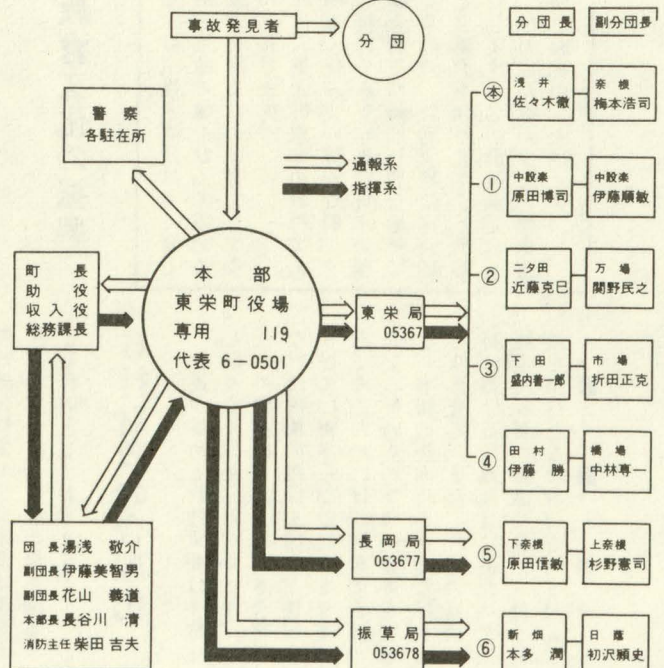 事故発見者
分団
分団長
副分団長
警察
各駐在所
通報系
指揮系
町長
助役
収入役
総務課長
本部
東栄町役場
専用 119
代表 6-0501
東栄局
05367
長岡局
053677
振草局
053678
団長 湯浅 敬介
副団長 伊藤美智男
副団長 花山 義道
本部長 長谷川 濟
消防主任 柴田 吉夫
本
浅井
佐々木徹
奈根
梅本浩司
①
中設楽
原田博司
中設楽
伊藤順敏
②
二夕田
近藤克巳
万場
間野民之
③
下田
盛内善一郎
市場
折田正克
④
田村
伊藤 勝
橋場
中林専一
⑤
下奈根
原田信敏
上奈根
杉野憲司
⑥
新畑
本多 潤
日蔭
初沢顕史